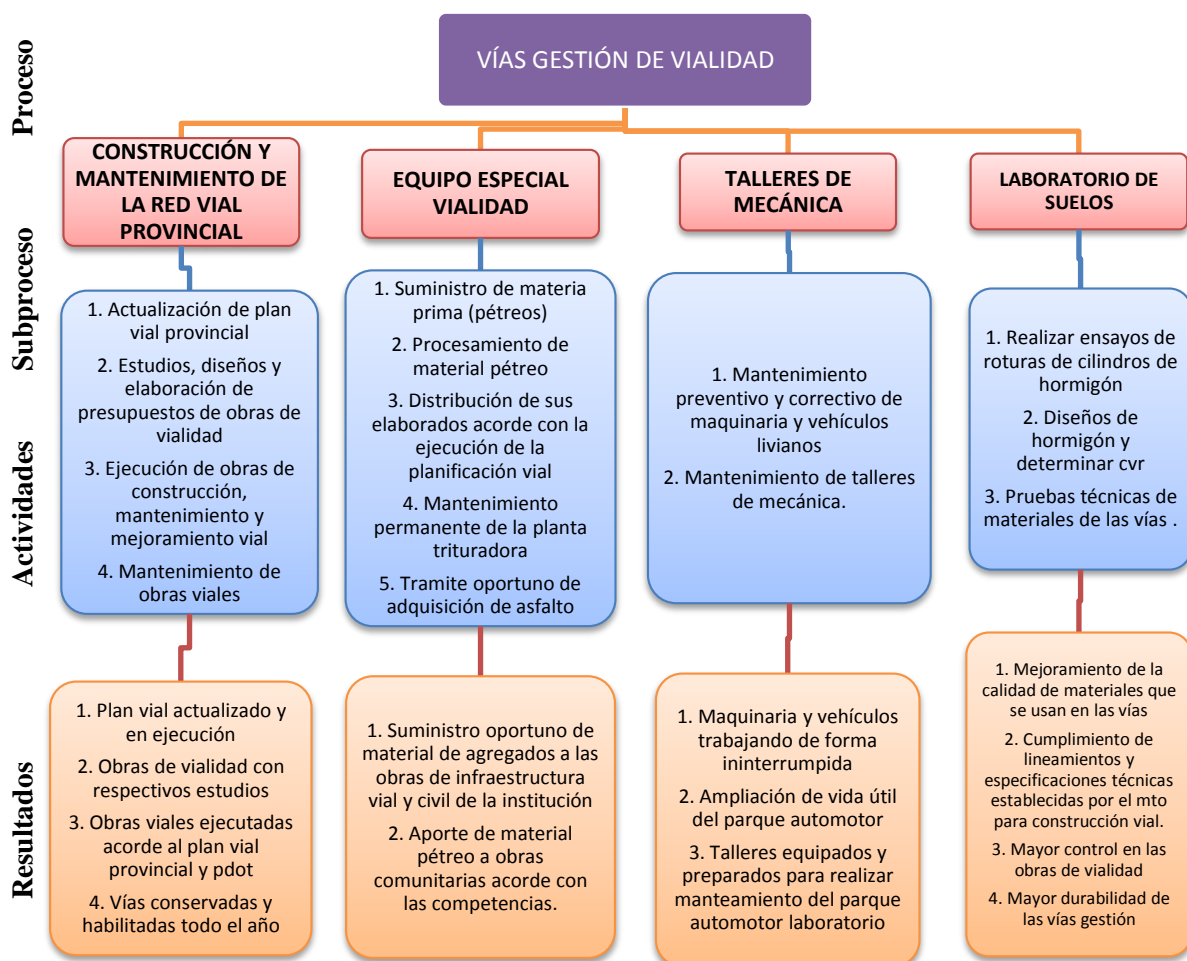 Proceso
VÍAS GESTIÓN DE VIALIDAD
Subproceso
CONSTRUCCIÓN Y
MANTENIMIENTO DE
LA RED VIAL
PROVINCIAL
EQUIPO ESPECIAL
VIALIDAD
TALLERES DE
MECÁNICA
LABORATORIO DE
SUELOS
Actividades
1. Actualización de plan
vial provincial
2. Estudios, diseños y
elaboración de
presupuestos de obras de
vialidad
3. Ejecución de obras de
construcción,
mantenimiento y
mejoramiento vial
4. Mantenimiento de
obras viales
1. Suministro de materia
prima (pétreos)
2. Procesamiento de
material pétreo
3. Distribución de sus
elaborados acorde con la
ejecución de la
planificación vial
4. Mantenimiento
permanente de la planta
trituradora
5. Tramite oportuno de
adquisición de asfalto
1. Mantenimiento
preventivo y correctivo de
maquinaria y vehículos
livianos
2. Mantenimiento de talleres
de mecánica.
1. Realizar ensayos de
roturas de cilindros de
hormigón
2. Diseños de
hormigón y
determinar cvr
3. Pruebas técnicas de
materiales de las vías .
Resultados
1. Plan vial actualizado y
en ejecución
2. Obras de vialidad con
respectivos estudios
3. Obras viales ejecutadas
acorde al plan vial
provincial y pdot
4. Vías conservadas y
habilitadas todo el año
1. Suministro oportuno de
material de agregados a las
obras de infraestructura
vial y civil de la institución
2. Aporte de material
pétreo a obras
comunitarias acorde con
las competencias.
1. Maquinaria y vehículos
trabajando de forma
ininterrumpida
2. Ampliación de vida útil
del parque automotor
3. Talleres equipados y
preparados para realizar
manteamiento del parque
automotor laboratorio
1. Mejoramiento de la
calidad de materiales que
se usan en las vías
2. Cumplimiento de
lineamientos y
especificaciones técnicas
establecidas por el mto
para construcción vial.
3. Mayor control en las
obras de vialidad
4. Mayor durabilidad de
las vías gestión